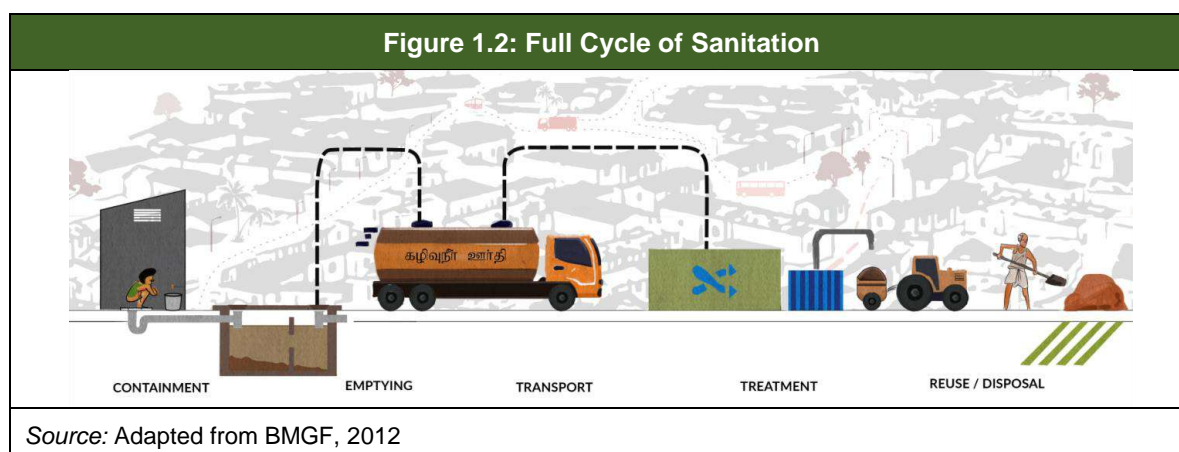 Figure 1.2: Full Cycle of Sanitation
கழிவுநீர் ஊர்தி
CONTAINMENT EMPTYING TRANSPORT TREATMENT REUSE / DISPOSAL
Source: Adapted from BMGF, 2012